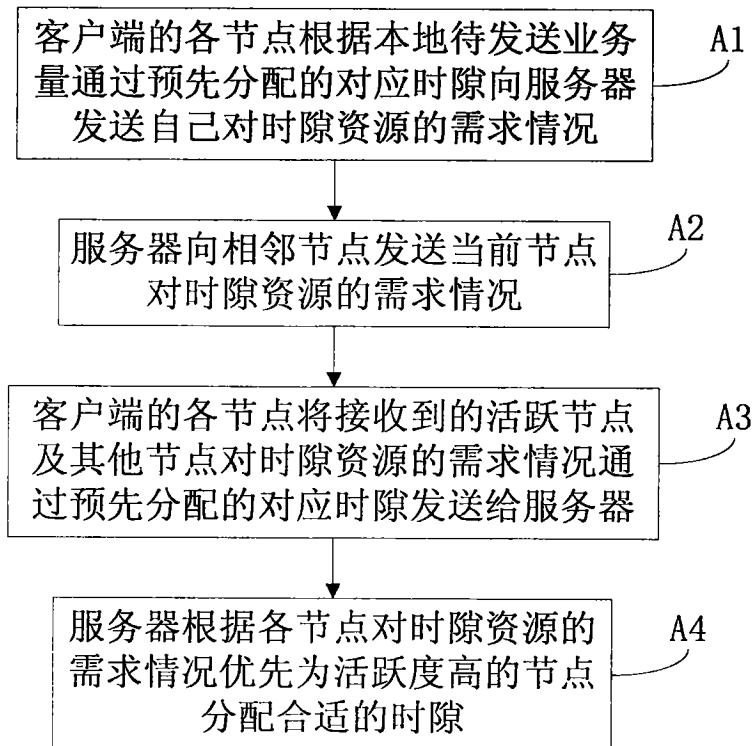 客户端的各节点根据本地待发送业务
量通过预先分配的对应时隙向服务器
发送自己对时隙资源的需求情况
A1
服务器向相邻节点发送当前节点
对时隙资源的需求情况
A2
客户端的各节点将接收到的活跃节点
及其他节点对时隙资源的需求情况通
过预先分配的对应时隙发送给服务器
A3
服务器根据各节点对时隙资源的
需求情况优先为活跃度高的节点
分配合适的时隙
A4